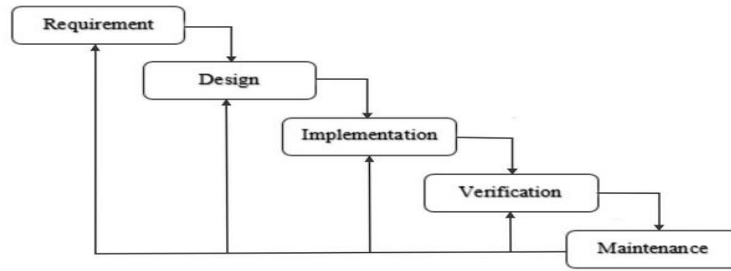 Requirement
Design
Implementation
Verification
Maintenance